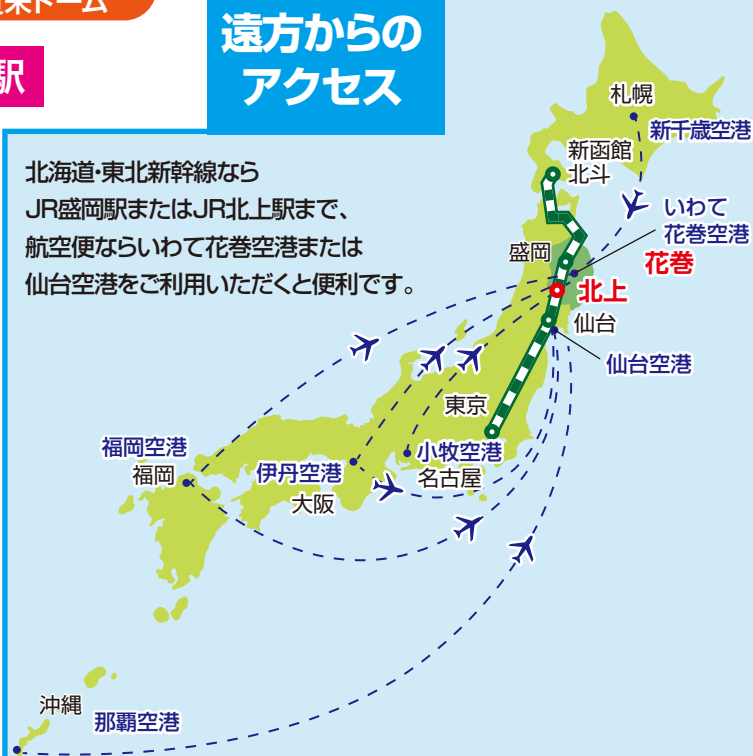 ドーム
駅
遠方からの
アクセス
北海道・東北新幹線なら
JR盛岡駅またはJR北上駅まで、
航空便ならいわて花巻空港または
仙台空港をご利用いただくと便利です。
札幌
新千歳空港
新函館
北斗
いわて
花巻空港
盛岡
花巻
北上
仙台
仙台空港
東京
小牧空港
名古屋
福岡空港
福岡
伊丹空港
大阪
沖縄
那覇空港